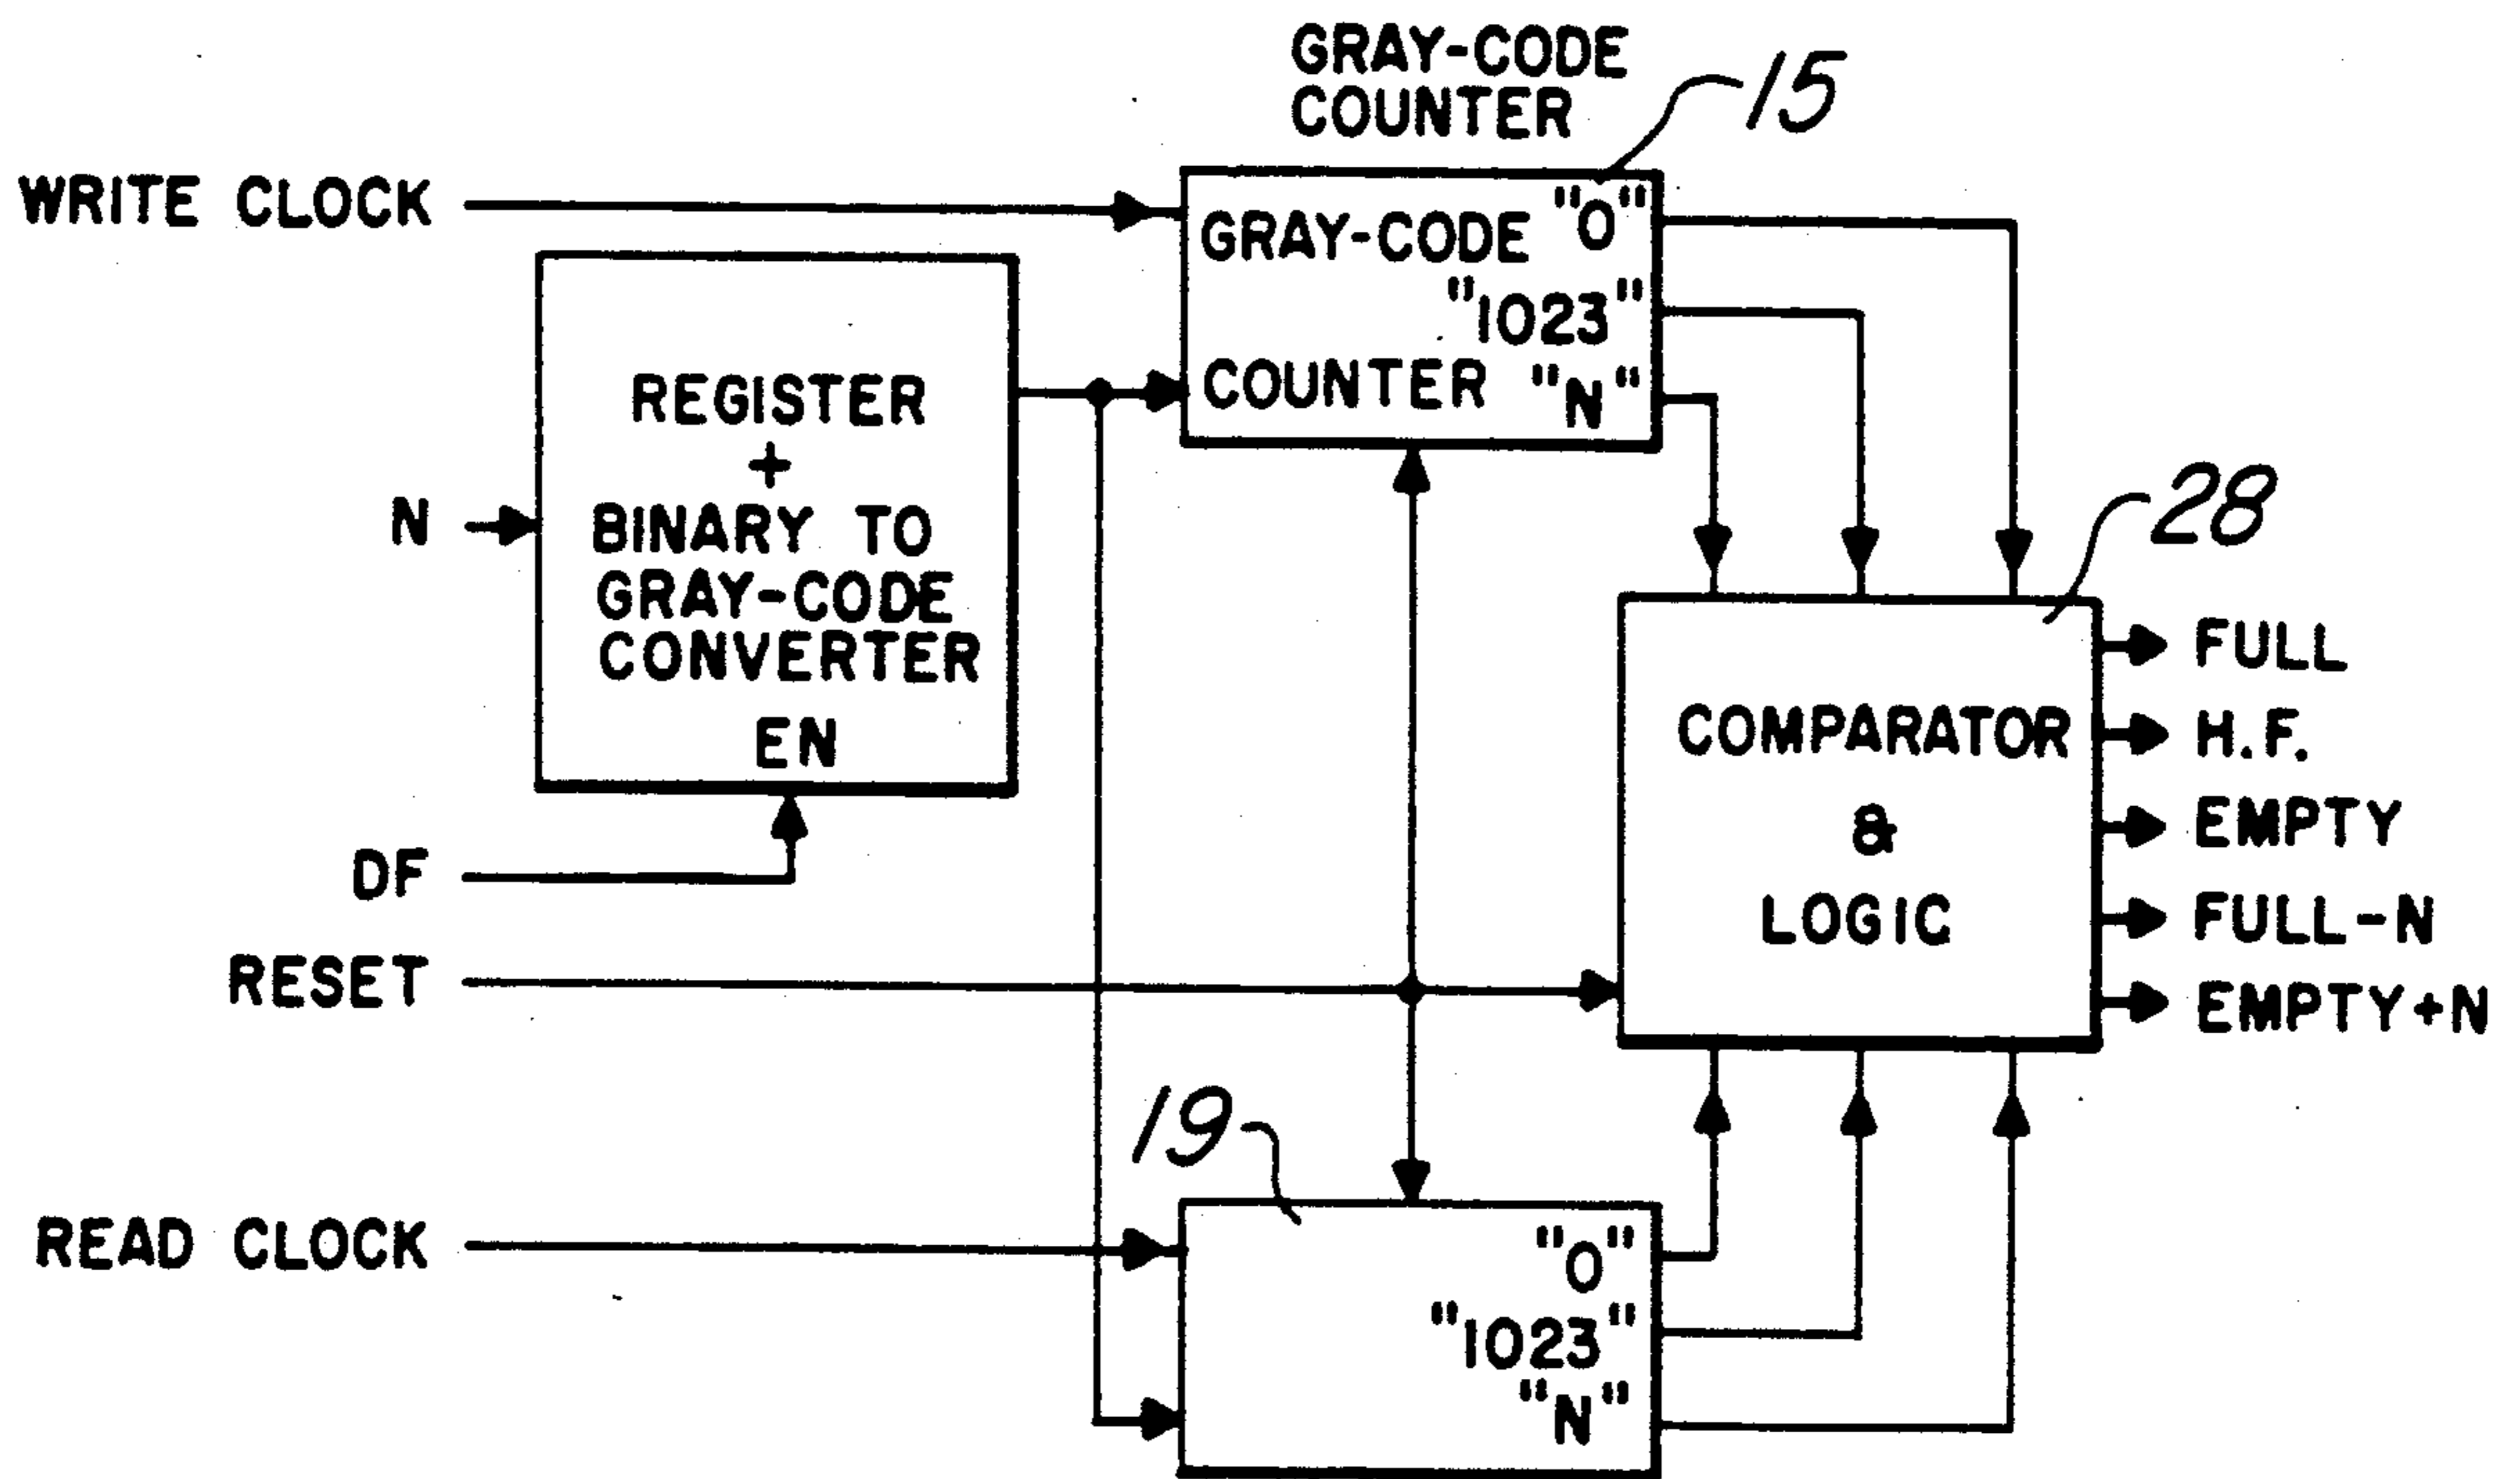 GRAY-CODE
COUNTER
15
WRITE CLOCK
GRAY-CODE "0"
"1023"
COUNTER "N"
REGISTER
+
BINARY TO
GRAY-CODE
CONVERTER
EN
N
DF
RESET
28
COMPARATOR
&
LOGIC
FULL
H.F.
EMPTY
FULL-N
EMPTY+N
19
READ CLOCK
"0"
"1023"
"N"